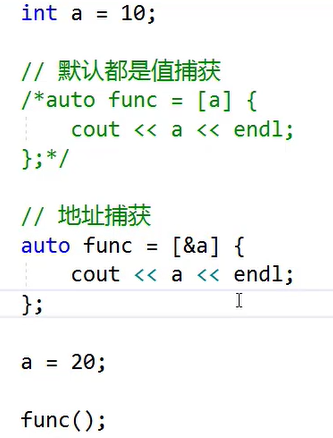 int a = 10;
// 默认都是值捕获
/*auto func = [a] {
cout << a << endl;
};*/
// 地址捕获
auto func = [&a] {
cout << a << endl;
};
a = 20;
func();